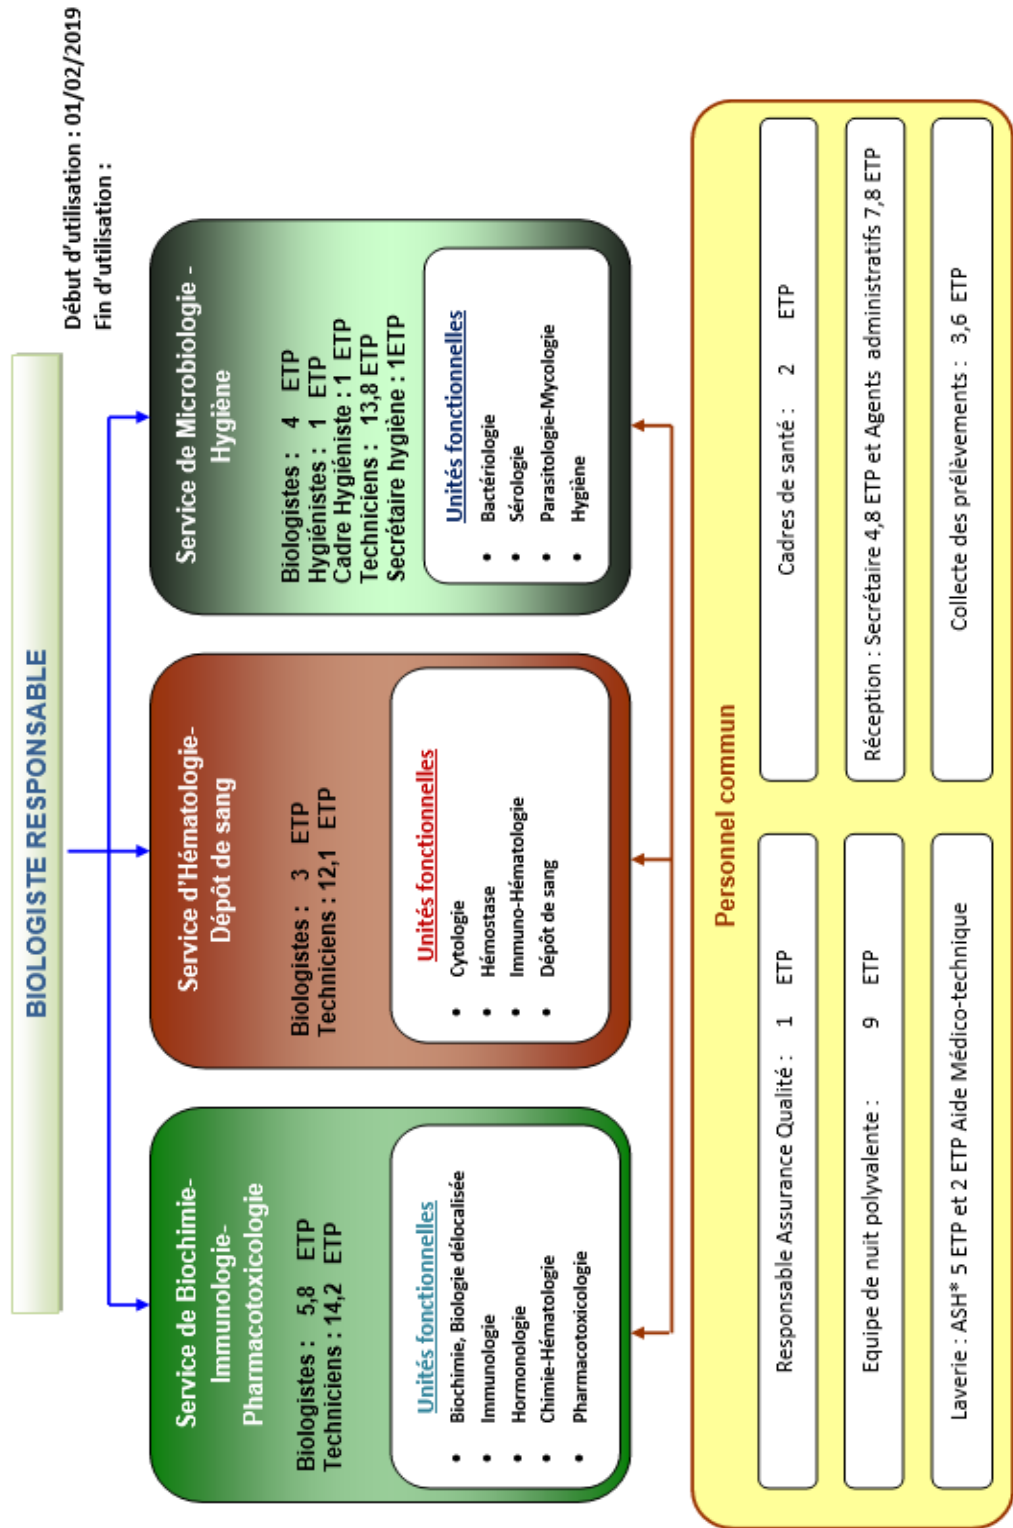 Début d'utilisation : 01/02/2019
Fin d'utilisation :
BIOLOGISTE RESPONSABLE
Service de Biochimie-
Immunologie-
Pharmacotoxicologie
Biologistes : 5,8 ETP
Techniciens : 14,2 ETP
Unités fonctionnelles
• Biochimie, Biologie délocalisée
• Immunologie
• Hormonologie
• Chimie-Hématologie
• Pharmacotoxicologie
Service d'Hématologie-
Dépôt de sang
Biologistes : 3 ETP
Techniciens : 12,1 ETP
Unités fonctionnelles
• Cytologie
• Hémostase
• Immuno-Hématologie
• Dépôt de sang
Service de Microbiologie -
Hygiène
Biologistes : 4 ETP
Hygiénistes : 1 ETP
Cadre Hygiéniste : 1 ETP
Techniciens : 13,8 ETP
Secrétaire hygiène : 1ETP
Unités fonctionnelles
• Bactériologie
• Sérologie
• Parasitologie-Mycologie
• Hygiène
Personnel commun
Responsable Assurance Qualité : 1 ETP
Cadres de santé : 2 ETP
Equipe de nuit polyvalente : 9 ETP
Réception : Secrétaire 4,8 ETP et Agents administratifs 7,8 ETP
Laverie : ASH* 5 ETP et 2 ETP Aide Médico-technique
Collecte des prélèvements : 3,6 ETP